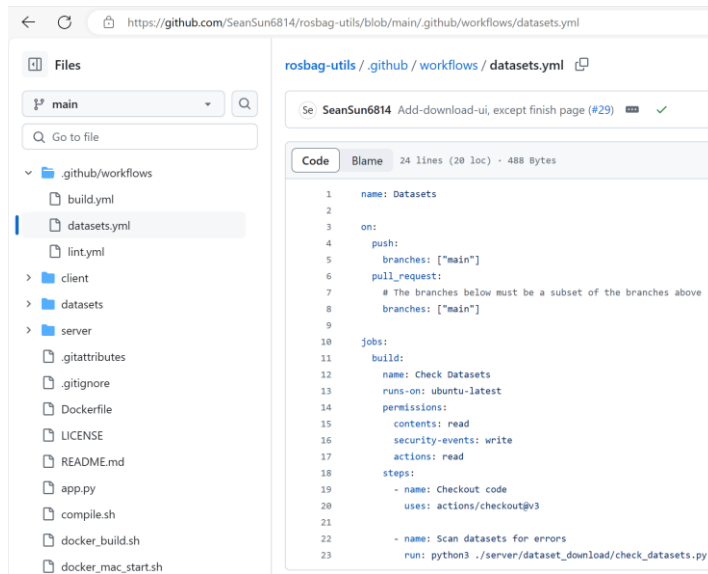 https://github.com/SeanSun6814/rosbag-utils/blob/main/.github/workflows/datasets.yml
Files
main
Go to file
.github/workflows
build.yml
datasets.yml
lint.yml
client
datasets
server
.gitattributes
.gitignore
Dockerfile
LICENSE
README.md
app.py
compile.sh
docker_build.sh
docker_mac_start.sh
rosbag-utils / .github / workflows / datasets.yml
Se SeanSun6814 Add-download-ui, except finish page (#29)
Code Blame 24 lines (20 loc) · 488 Bytes
1 name: Datasets
2
3 on:
4 push:
5 branches: ["main"]
6 pull_request:
7 # The branches below must be a subset of the branches above
8 branches: ["main"]
9
10 jobs:
11 build:
12 name: Check Datasets
13 runs-on: ubuntu-latest
14 permissions:
15 contents: read
16 security-events: write
17 actions: read
18 steps:
19 - name: Checkout code
20 uses: actions/checkout@v3
21
22 - name: Scan datasets for errors
23 run: python3 ./server/dataset_download/check_datasets.py